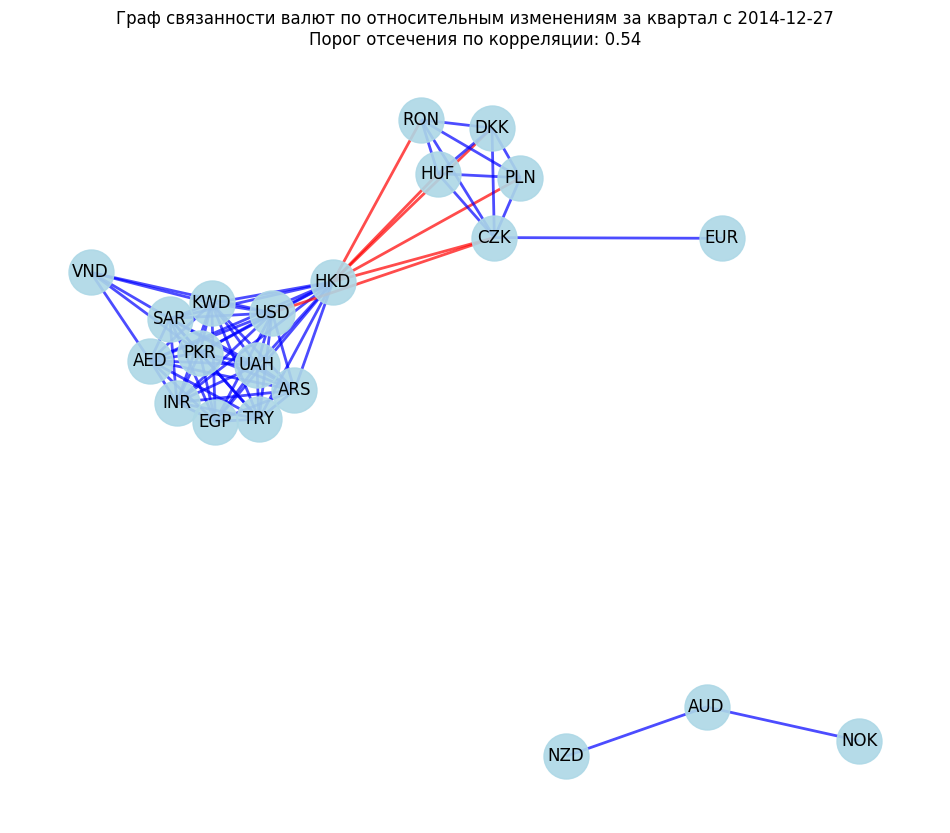 Граф связанности валют по относительным изменениям за квартал с 2014-12-27
Порог отсечения по корреляции: 0.54
RON
DKK
HUF
PLN
CZK
EUR
VND
HKD
KWD
USD
SAR
PKR
AED
UAH
ARS
INR
EGP
TRY
AUD
NOK
NZD